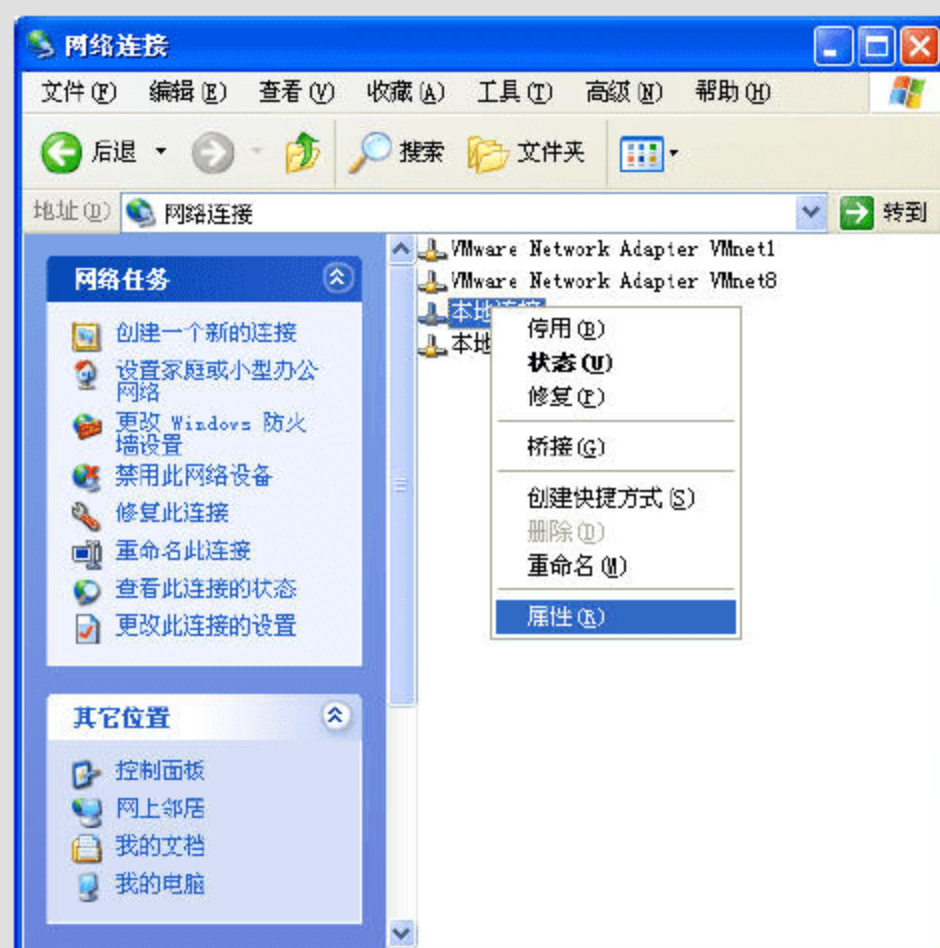 网络连接
文件(F) 编辑(E) 查看(V) 收藏(A) 工具(T) 高级(N) 帮助(H)
后退 搜索 文件夹
地址(D) 网络连接 转到
网络任务
创建一个新的连接
设置家庭或小型办公
网络
更改 Windows 防火
墙设置
禁用此网络设备
修复此连接
重命名此连接
查看此连接的状态
更改此连接的设置
其它位置
控制面板
网上邻居
我的文档
我的电脑
VMware Network Adapter VMnet1
VMware Network Adapter VMnet8
本地连接
本地
停用(B)
状态(U)
修复(P)
桥接(G)
创建快捷方式(S)
删除(D)
重命名(M)
属性(R)